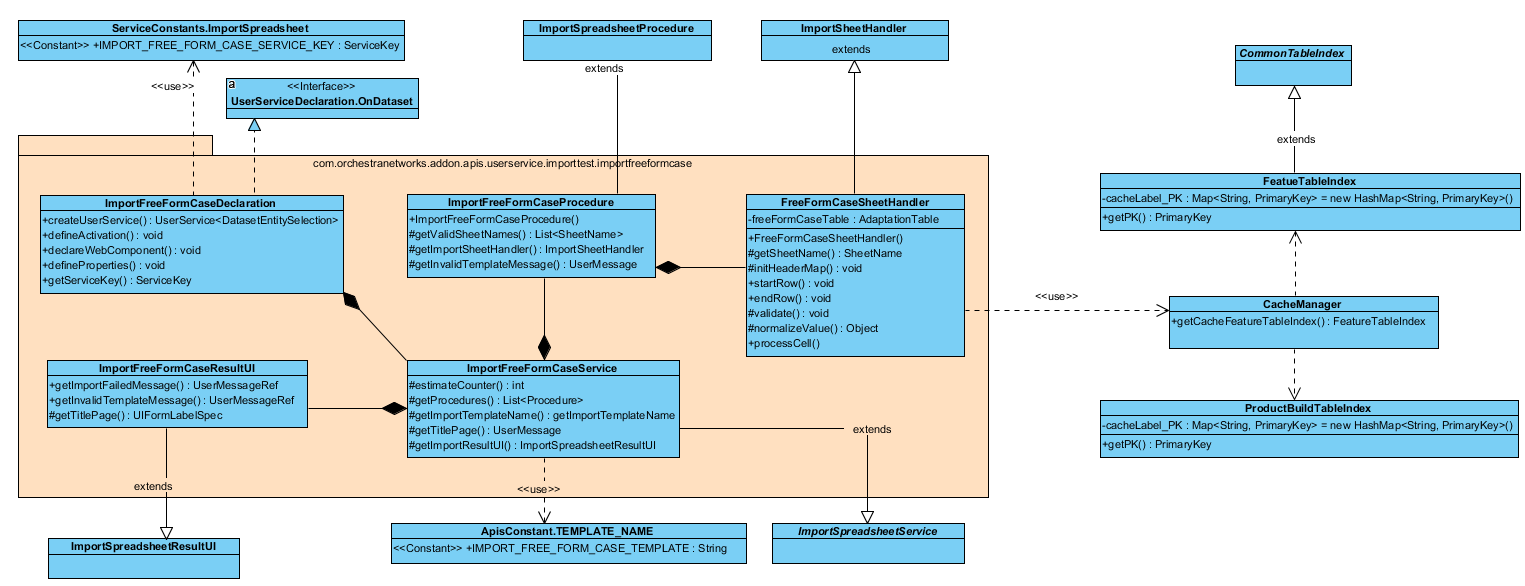 ServiceConstants.ImportSpreadsheet
<<Constant>> +IMPORT_FREE_FORM_CASE_SERVICE_KEY : ServiceKey
ImportSpreadsheetProcedure
ImportSheetHandler
extends
CommonTableIndex
extends
<<use>>
a
<<Interface>>
UserServiceDeclaration.OnDataset
extends
com.orchestranetworks.addon.apis.userservice.importtest.importfreeformcase
ImportFreeFormCaseDeclaration
+createUserService() : UserService<DatasetEntitySelection>
+defineActivation() : void
+declareWebComponent() : void
+defineProperties() : void
+getServiceKey() : ServiceKey
ImportFreeFormCaseProcedure
+ImportFreeFormCaseProcedure()
#getValidSheetNames() : List<SheetName>
#getImportSheetHandler() : ImportSheetHandler
#getInvalidTemplateMessage() : UserMessage
FreeFormCaseSheetHandler
-freeFormCaseTable : AdaptationTable
+FreeFormCaseSheetHandler()
#getSheetName() : SheetName
#initHeaderMap() : void
+startRow() : void
+endRow() : void
#validate() : void
#normalizeValue() : Object
+processCell()
FeatueTableIndex
-cacheLabel_PK : Map<String, PrimaryKey> = new HashMap<String, PrimaryKey>()
+getPK() : PrimaryKey
<<use>>
CacheManager
+getCacheFeatureTableIndex() : FeatureTableIndex
ImportFreeFormCaseResultUI
+getImportFailedMessage() : UserMessageRef
+getInvalidTemplateMessage() : UserMessageRef
#getTitlePage() : UIFormLabelSpec
ImportFreeFormCaseService
#estimateCounter() : int
#getProcedures() : List<Procedure>
#getImportTemplateName() : getImportTemplateName
#getTitlePage() : UserMessage
#getImportResultUI() : ImportSpreadsheetResultUI
ProductBuildTableIndex
-cacheLabel_PK : Map<String, PrimaryKey> = new HashMap<String, PrimaryKey>()
+getPK() : PrimaryKey
extends
extends
<<use>>
ImportSpreadsheetResultUI
ApisConstant.TEMPLATE_NAME
<<Constant>> +IMPORT_FREE_FORM_CASE_TEMPLATE : String
ImportSpreadsheetService